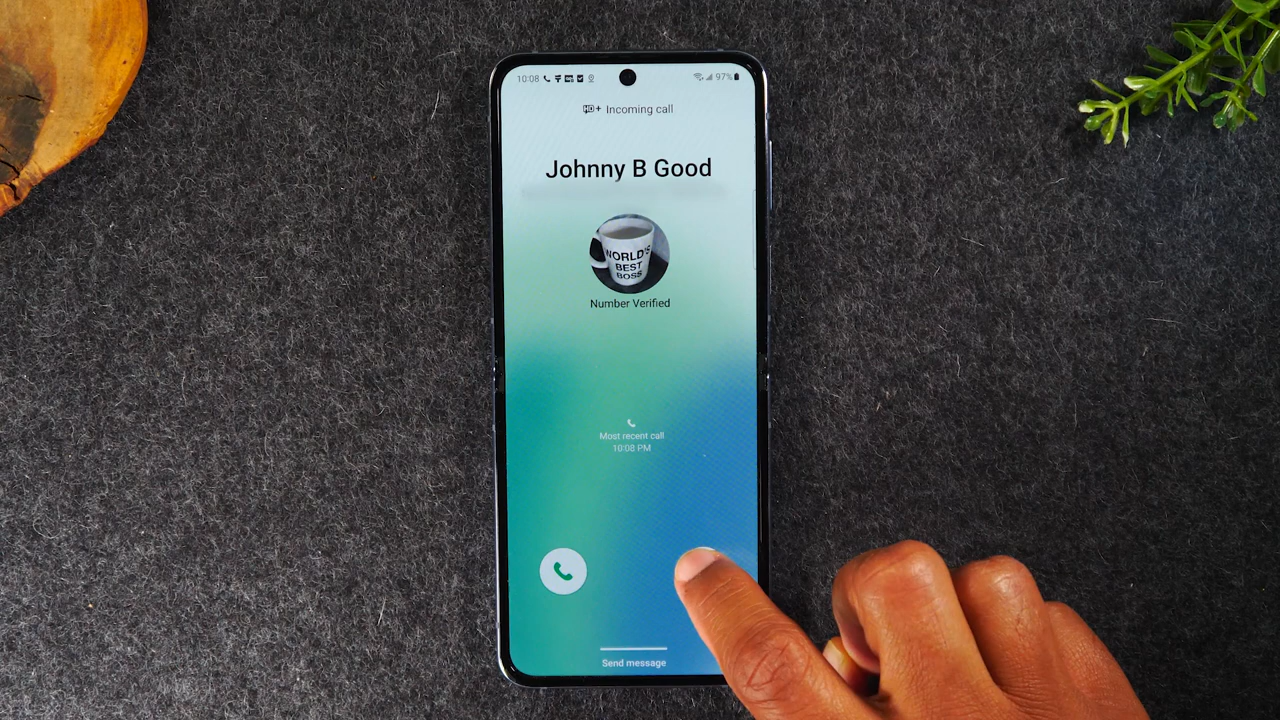 10:08 97%
HD+ Incoming call
Johnny B Good
WORLD'S
BEST
BOSS
Number Verified
Most recent call
10:08 PM
Send message